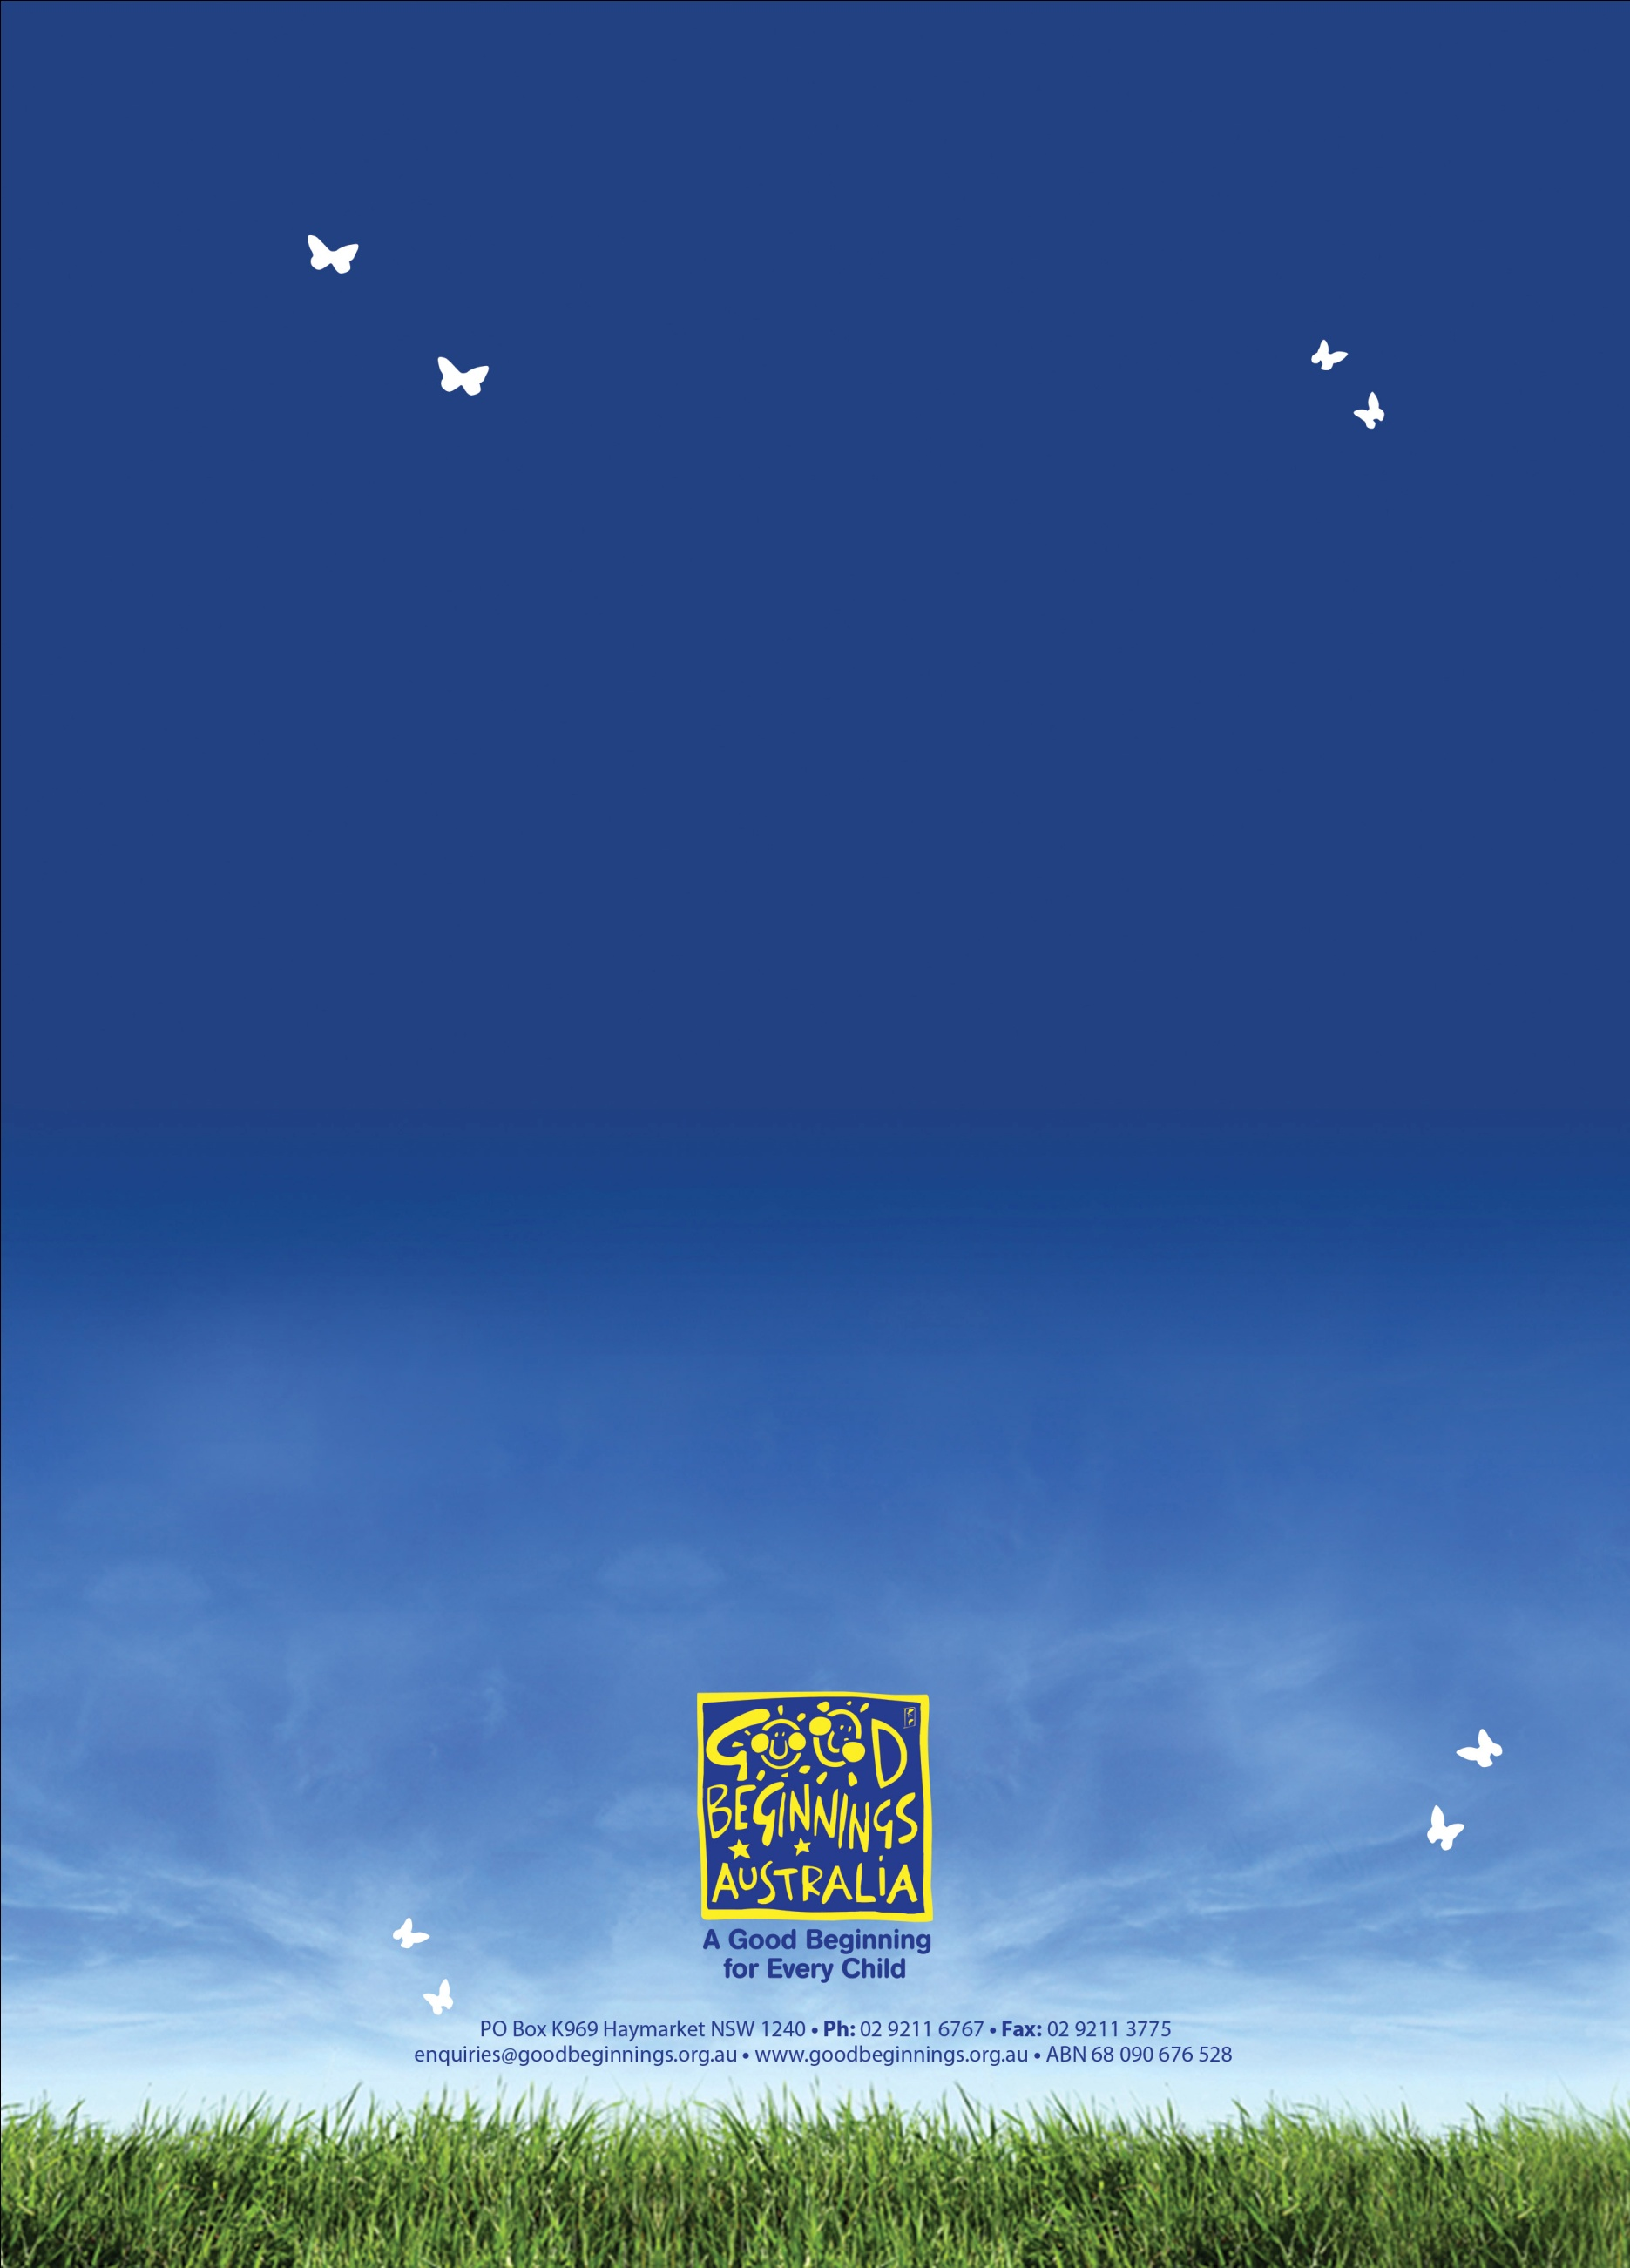 GOOD
BEGINNINGS
AUSTRALIA
A Good Beginning
for Every Child
PO Box K969 Haymarket NSW 1240 • Ph: 02 9211 6767 • Fax: 02 9211 3775
enquiries@goodbeginnings.org.au • www.goodbeginnings.org.au • ABN 68 090 676 528